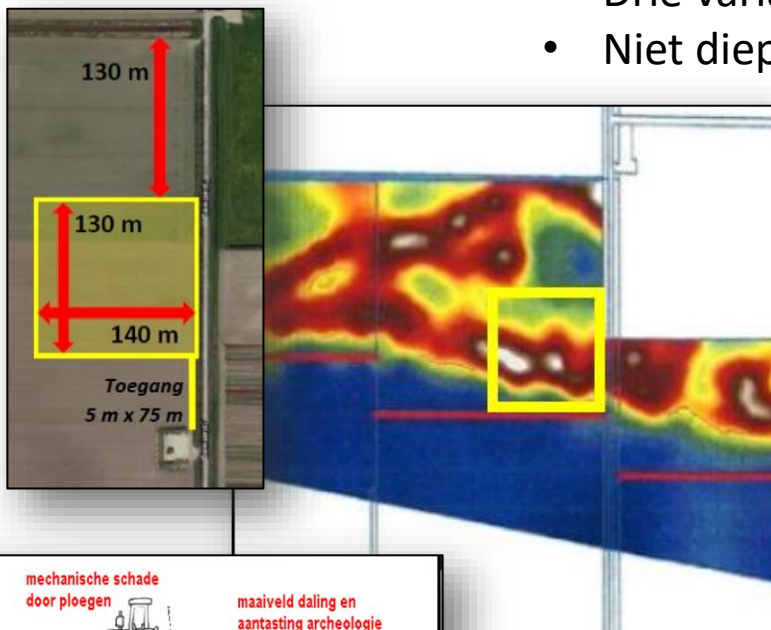 • Niet diep
130 m
130 m
140 m
Toegang
5 m x 75 m
mechanische schade
door ploegen
maaiveld daling en
aantasting archeologie